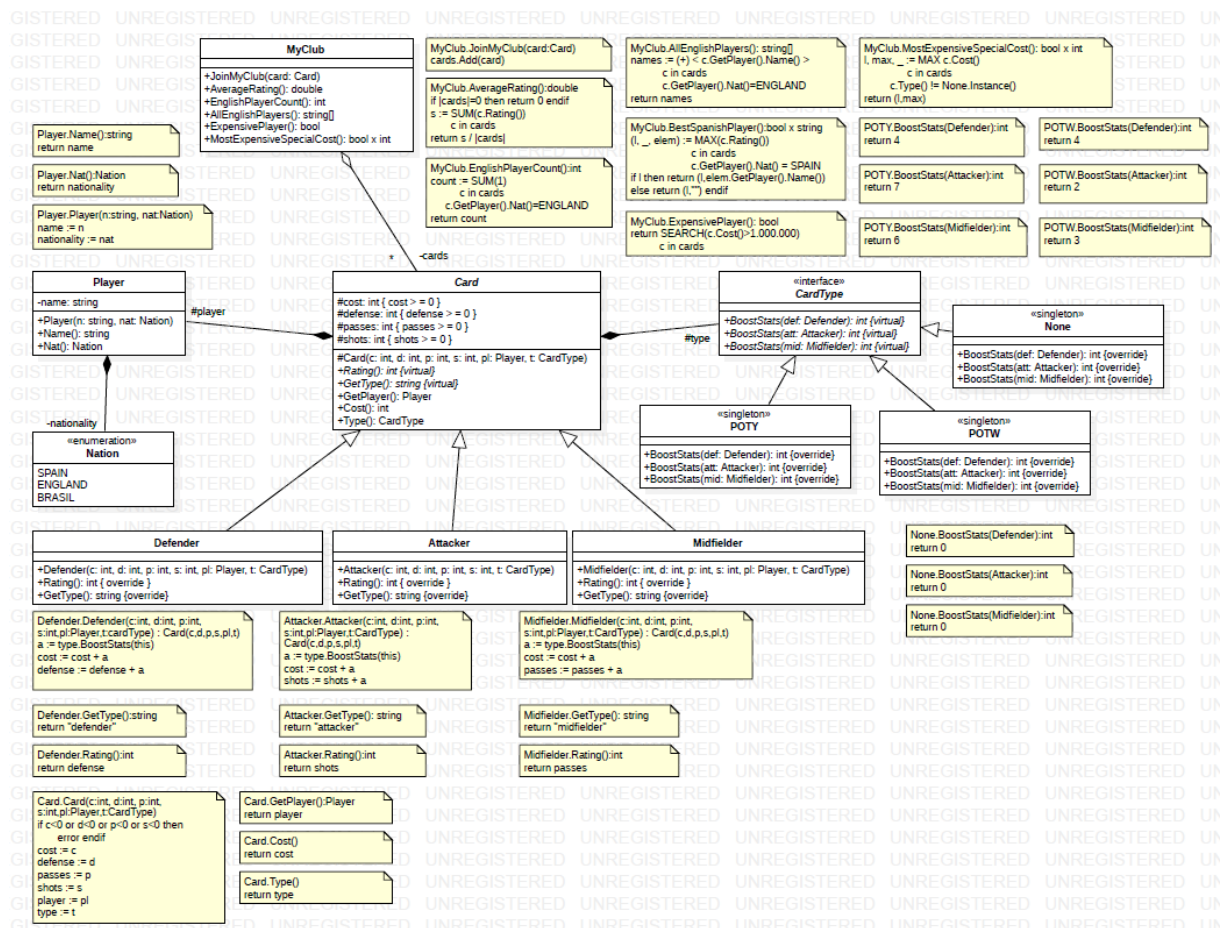 MyClub
+JoinMyClub(card: Card)
+AverageRating(): double
+EnglishPlayerCount(): int
+AllEnglishPlayers(): string[]
+ExpensivePlayer(): bool
+MostExpensiveSpecialCost(): bool x int
MyClub.JoinMyClub(card:Card)
cards.Add(card)
MyClub.AverageRating():double
if |cards|=0 then return 0 endif
s := SUM(c.Rating())
c in cards
return s / |cards|
MyClub.EnglishPlayerCount():int
count := SUM(1)
c in cards
c.GetPlayer().Nat()=ENGLAND
return count
MyClub.AllEnglishPlayers(): string[]
names := (+) < c.GetPlayer().Name() >
c in cards
c.GetPlayer().Nat()=ENGLAND
return names
MyClub.BestSpanishPlayer():bool x string
(l, _, elem) := MAX(c.Rating())
c in cards
c.GetPlayer().Nat() = SPAIN
if l then return (l,elem.GetPlayer().Name())
else return (l,"") endif
MyClub.ExpensivePlayer(): bool
return SEARCH(c.Cost()>1.000.000)
c in cards
MyClub.MostExpensiveSpecialCost(): bool x int
l, max, _ := MAX c.Cost()
c in cards
c.Type() != None.Instance()
return (l,max)
POTY.BoostStats(Defender):int
return 4
POTW.BoostStats(Defender):int
return 4
POTY.BoostStats(Attacker):int
return 7
POTW.BoostStats(Attacker):int
return 2
POTY.BoostStats(Midfielder):int
return 6
POTW.BoostStats(Midfielder):int
return 3
Player.Name():string
return name
Player.Nat():Nation
return nationality
Player.Player(n:string, nat:Nation)
name := n
nationality := nat
*
-cards
Player
-name: string
+Player(n: string, nat: Nation)
+Name(): string
+Nat(): Nation
#player
Card
#cost: int { cost > = 0 }
#defense: int { defense > = 0 }
#passes: int { passes > = 0 }
#shots: int { shots > = 0 }
#Card(c: int, d: int, p: int, s: int, pl: Player, t: CardType)
+Rating(): int {virtual}
+GetType(): string {virtual}
+GetPlayer(): Player
+Cost(): int
+Type(): CardType
#type
«interface»
CardType
+BoostStats(def: Defender): int {virtual}
+BoostStats(att: Attacker): int {virtual}
+BoostStats(mid: Midfielder): int {virtual}
«singleton»
None
+BoostStats(def: Defender): int {override}
+BoostStats(att: Attacker): int {override}
+BoostStats(mid: Midfielder): int {override}
«singleton»
POTY
+BoostStats(def: Defender): int {override}
+BoostStats(att: Attacker): int {override}
+BoostStats(mid: Midfielder): int {override}
«singleton»
POTW
+BoostStats(def: Defender): int {override}
+BoostStats(att: Attacker): int {override}
+BoostStats(mid: Midfielder): int {override}
-nationality
«enumeration»
Nation
SPAIN
ENGLAND
BRASIL
Defender
+Defender(c: int, d: int, p: int, s: int, pl: Player, t: CardType)
+Rating(): int { override }
+GetType(): string {override}
Attacker
+Attacker(c: int, d: int, p: int, s: int, t: CardType)
+Rating(): int { override }
+GetType(): string {override}
Midfielder
+Midfielder(c: int, d: int, p: int, s: int, pl: Player, t: CardType)
+Rating(): int { override }
+GetType(): string {override}
None.BoostStats(Defender):int
return 0
None.BoostStats(Attacker):int
return 0
None.BoostStats(Midfielder):int
return 0
Defender.Defender(c:int, d:int, p:int,
s:int,pl:Player,t:cardType) : Card(c,d,p,s,pl,t)
a := type.BoostStats(this)
cost := cost + a
defense := defense + a
Attacker.Attacker(c:int, d:int, p:int,
s:int,pl:Player,t:CardType) :
Card(c,d,p,s,pl,t)
a := type.BoostStats(this)
cost := cost + a
shots := shots + a
Midfielder.Midfielder(c:int, d:int, p:int,
s:int,pl:Player,t:CardType) : Card(c,d,p,s,pl,t)
a := type.BoostStats(this)
cost := cost + a
passes := passes + a
Defender.GetType():string
return "defender"
Attacker.GetType(): string
return "attacker"
Midfielder.GetType(): string
return "midfielder"
Defender.Rating():int
return defense
Attacker.Rating():int
return shots
Midfielder.Rating():int
return passes
Card.Card(c:int, d:int, p:int,
s:int,pl:Player,t:CardType)
if c<0 or d<0 or p<0 or s<0 then
error endif
cost := c
defense := d
passes := p
shots := s
player := pl
type := t
Card.GetPlayer():Player
return player
Card.Cost()
return cost
Card.Type()
return type